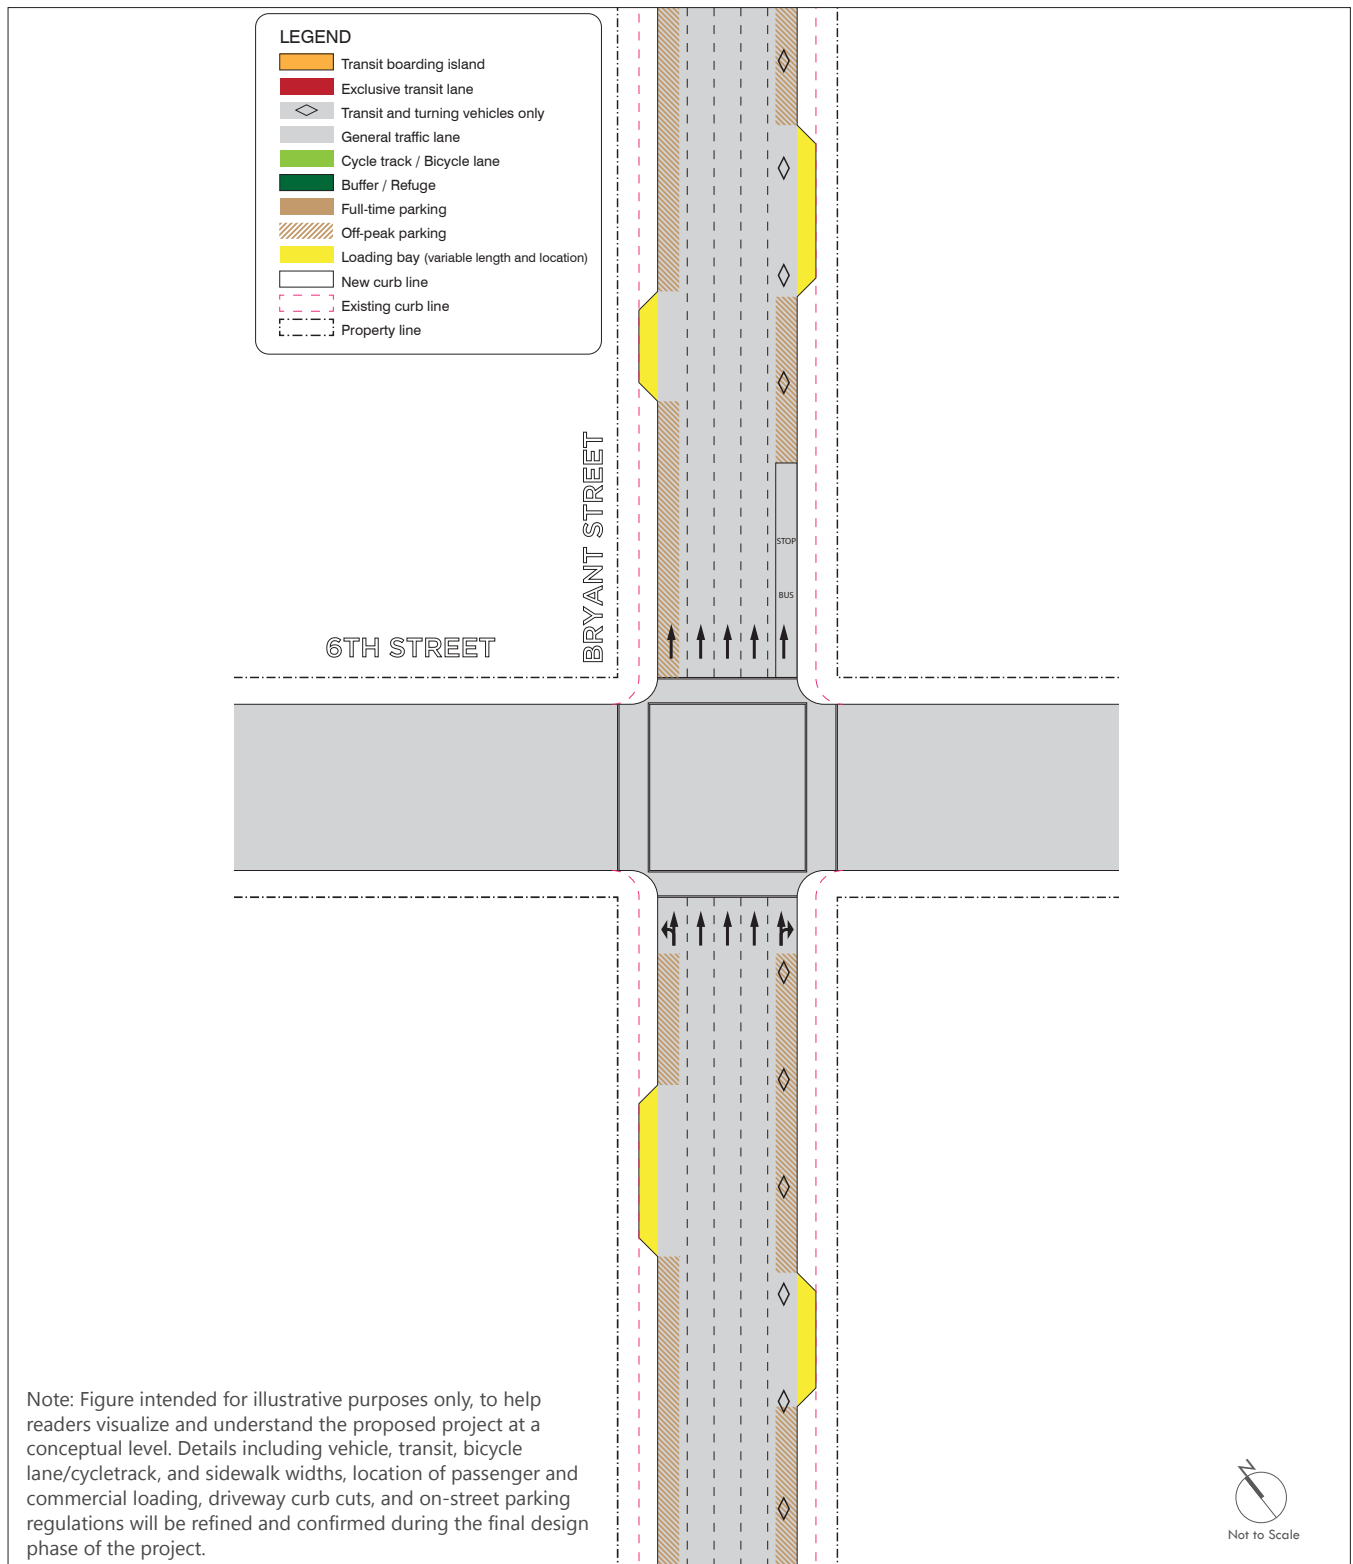 LEGEND
Transit boarding island
Exclusive transit lane
Transit and turning vehicles only
General traffic lane
Cycle track / Bicycle lane
Buffer / Refuge
Full-time parking
Off-peak parking
Loading bay (variable length and location)
New curb line
Existing curb line
Property line
BRYANT STREET
6TH STREET
STOP
BUS
Note: Figure intended for illustrative purposes only, to help
readers visualize and understand the proposed project at a
conceptual level. Details including vehicle, transit, bicycle
lane/cycletrack, and sidewalk widths, location of passenger and
commercial loading, driveway curb cuts, and on-street parking
regulations will be refined and confirmed during the final design
phase of the project.
N
Not to Scale